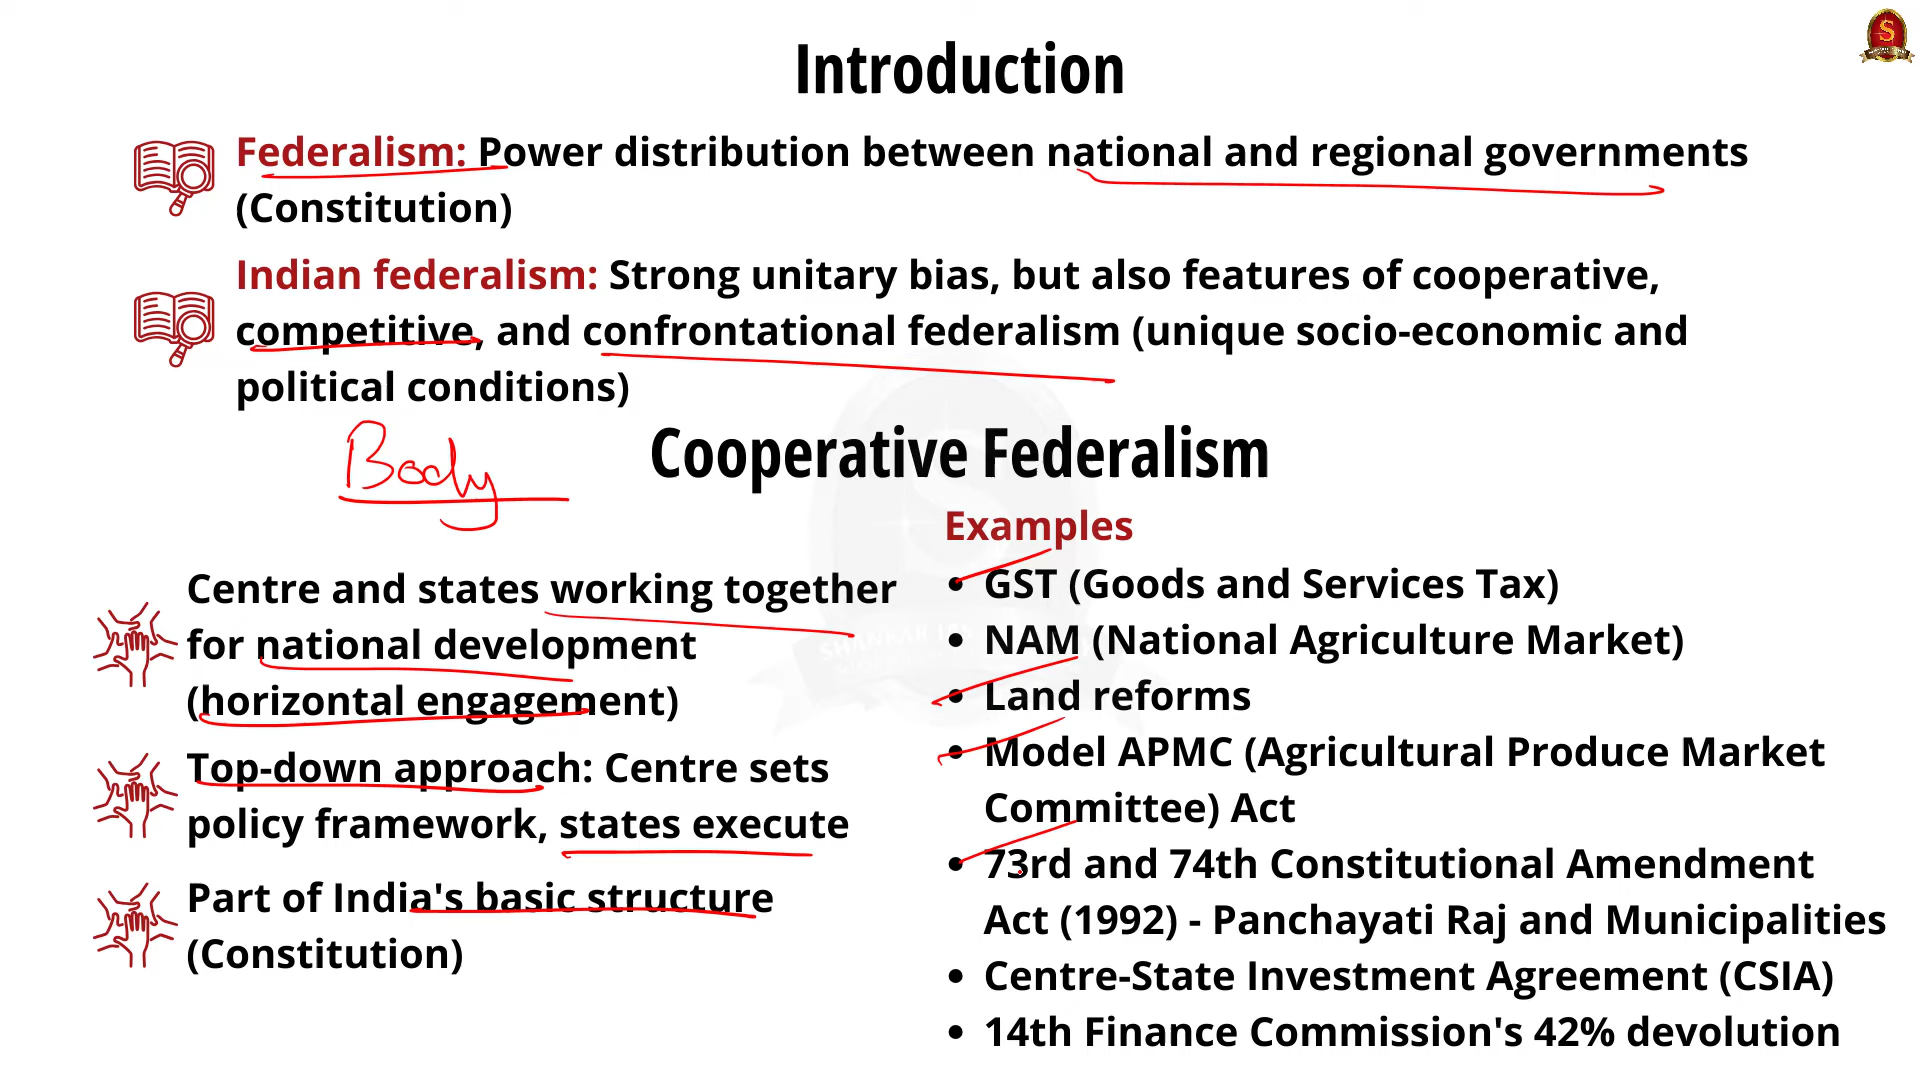 Introduction
Federalism: Power distribution between national and regional governments
(Constitution)
Indian federalism: Strong unitary bias, but also features of cooperative,
competitive, and confrontational federalism (unique socio-economic and
political conditions)
Body
Cooperative Federalism
Centre and states working together
for national development
(horizontal engagement)
Top-down approach: Centre sets
policy framework, states execute
Part of India's basic structure
(Constitution)
Examples
• GST (Goods and Services Tax)
• NAM (National Agriculture Market)
• Land reforms
• Model APMC (Agricultural Produce Market
Committee) Act
• 73rd and 74th Constitutional Amendment
Act (1992) - Panchayati Raj and Municipalities
• Centre-State Investment Agreement (CSIA)
• 14th Finance Commission's 42% devolution
S
SHANKAR IAS